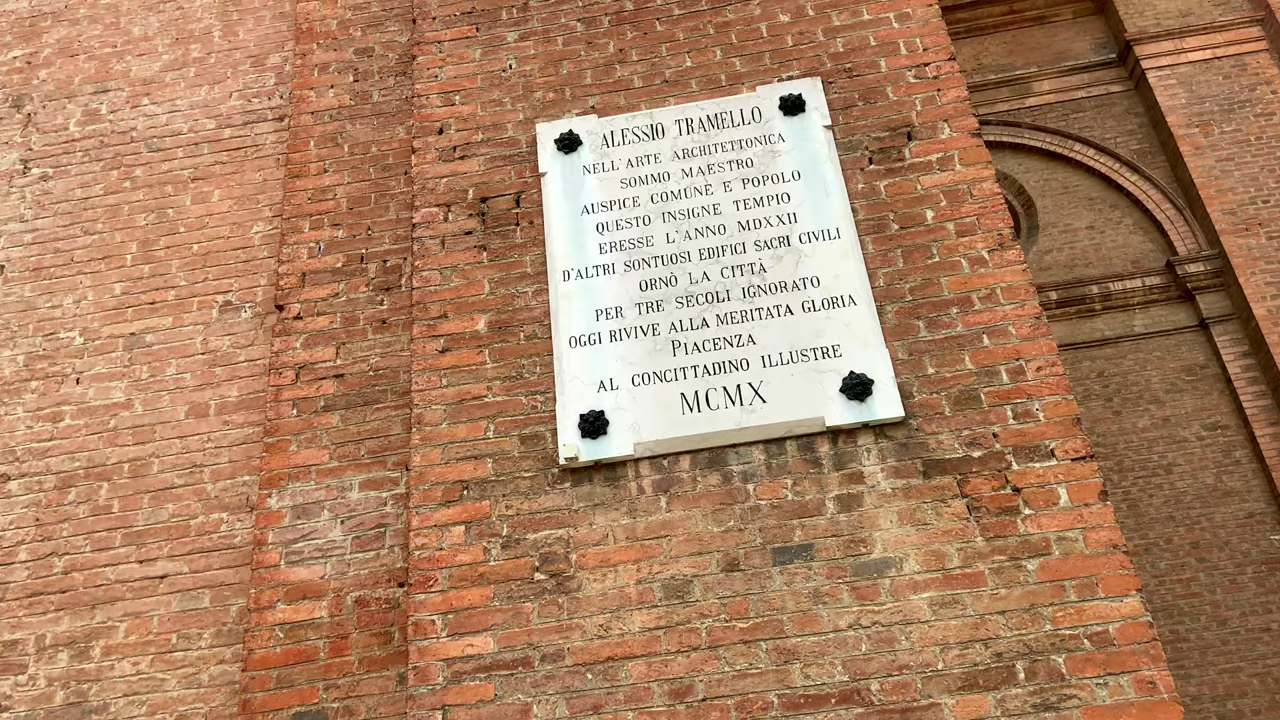 ALESSIO TRAMELLO
NELL'ARTE ARCHITETTONICA
SOMMO MAESTRO
AUSPICE COMUNE E POPOLO
QUESTO INSIGNE TEMPIO
ERESSE L'ANNO MDXXII
D'ALTRI SONTUOSI EDIFICI SACRI CIVILI
ORNÒ LA CITTÀ
PER TRE SECOLI IGNORATO
OGGI RIVIVE ALLA MERITATA GLORIA
PIACENZA
AL CONCITTADINO ILLUSTRE
MCMX